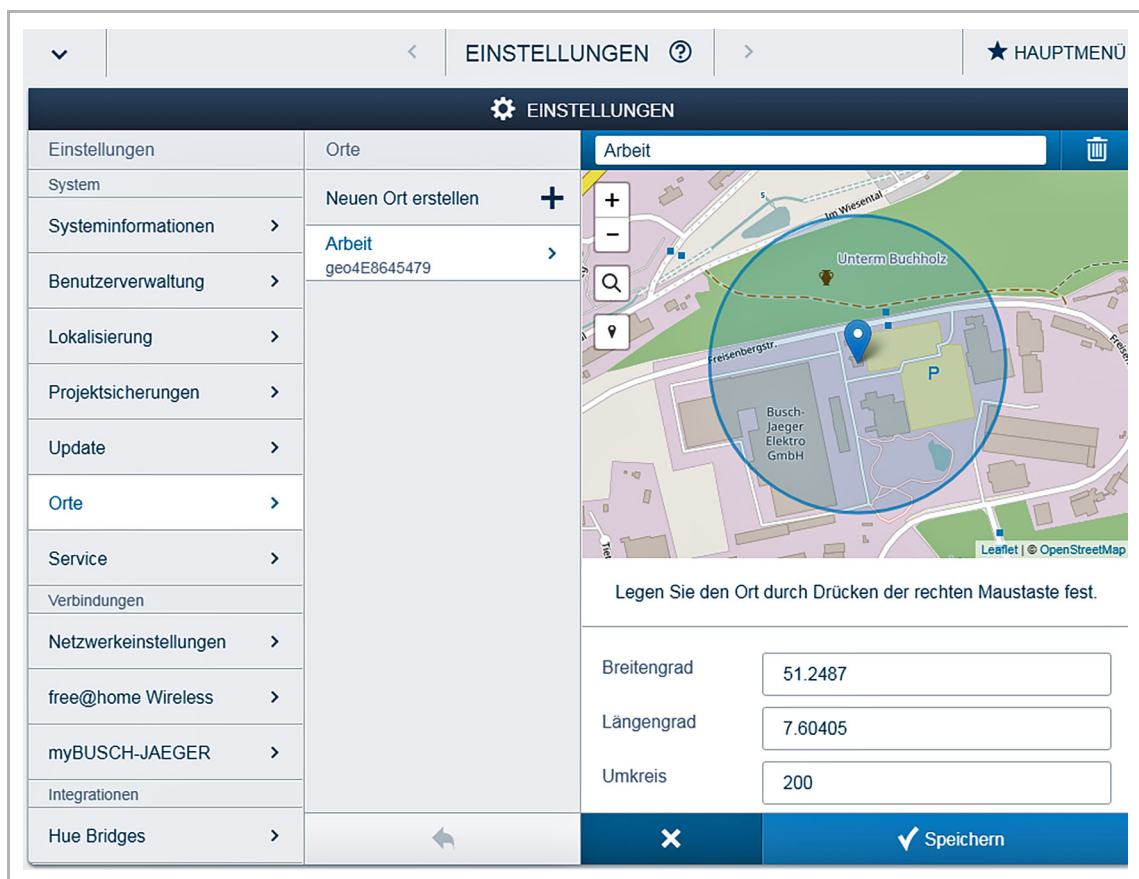 EINSTELLUNGEN ?
HAUPTMENÜ
EINSTELLUNGEN
Einstellungen
System
Systeminformationen
Benutzerverwaltung
Lokalisierung
Projektsicherungen
Update
Orte
Service
Verbindungen
Netzwerkeinstellungen
free@home Wireless
myBUSCH-JAEGER
Integrationen
Hue Bridges
Orte
Neuen Ort erstellen +
Arbeit
geo4E8645479
Arbeit
+
−
5
Im Wiesental
Unterm Buchholz
Freisenbergstr.
P
Busch-
Jaeger
Elektro
GmbH
Leaflet | © OpenStreetMap
Legen Sie den Ort durch Drücken der rechten Maustaste fest.
Breitengrad
51.2487
Längengrad
7.60405
Umkreis
200
Speichern